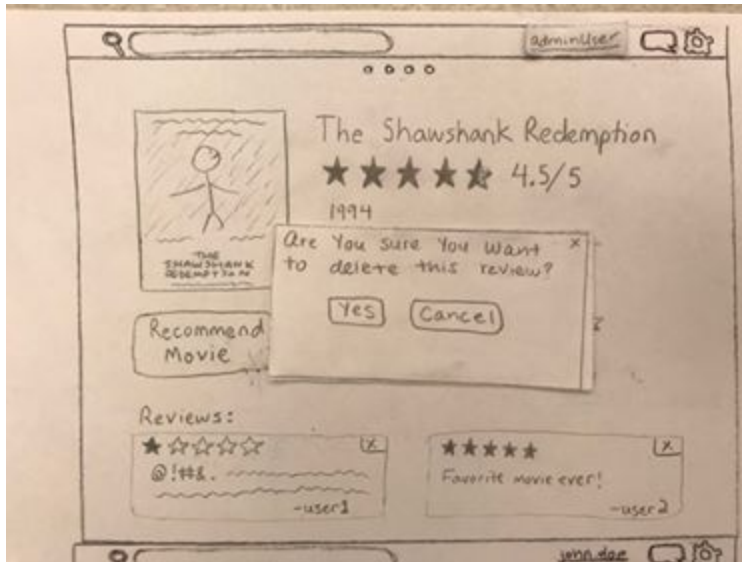 adminUser
The Shawshank Redemption
4.5/5
1994
THE
SHAWSHANK
REDEMPTION
Are You sure You want
to delete this review?
x
Yes
Cancel
Recommend
Movie
Reviews:
x
@!#&.
-user1
x
Favorite movie ever!
-user2
john.doe